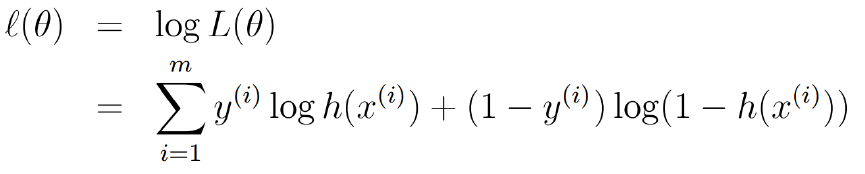 ℓ(θ) = log L(θ)
= ∑_{i=1}^{m} y^{(i)} log h(x^{(i)}) + (1 − y^{(i)}) log(1 − h(x^{(i)}))